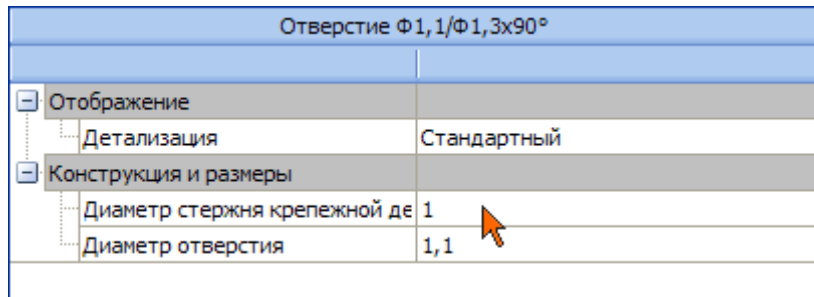 Отверстие Ф1,1/Ф1,3x90°
Отображение
Детализация Стандартный
Конструкция и размеры
Диаметр стержня крепежной де 1
Диаметр отверстия 1,1